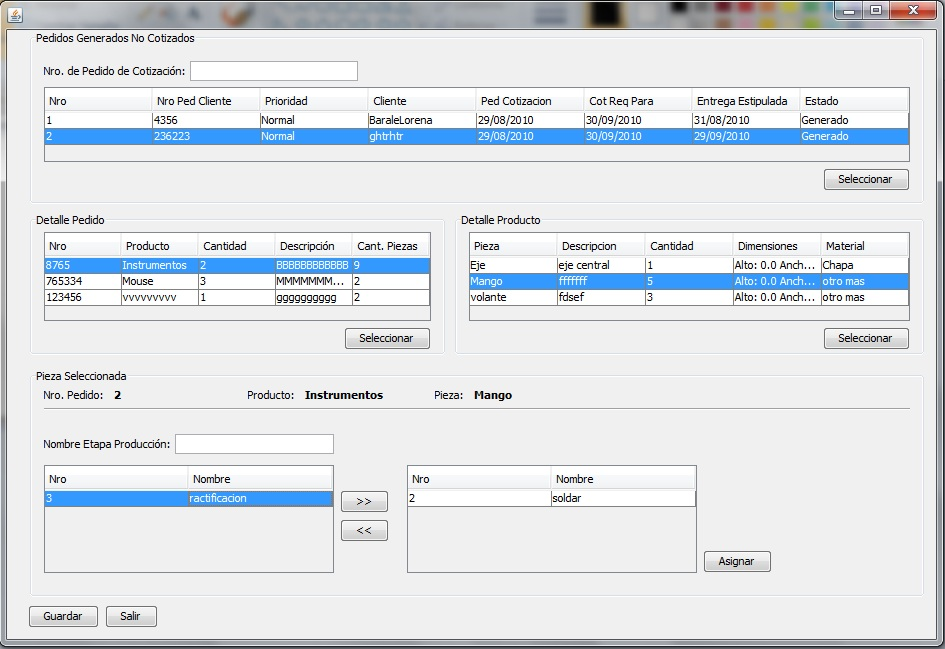 Pedidos Generados No Cotizados
Nro. de Pedido de Cotización:
Nro Nro Ped Cliente Prioridad Cliente Ped Cotizacion Cot Req Para Entrega Estipulada Estado
1 4356 Normal BaraleLorena 29/08/2010 30/09/2010 31/08/2010 Generado
2 236223 Normal ghtrhtr 29/08/2010 30/09/2010 29/09/2010 Generado
Seleccionar
Detalle Pedido
Nro Producto Cantidad Descripción Cant. Piezas
8765 Instrumentos 2 BBBBBBBBBBBB 9
765334 Mouse 3 MMMMMMM... 2
123456 vvvvvvvvv 1 gggggggggg 2
Seleccionar
Detalle Producto
Pieza Descripcion Cantidad Dimensiones Material
Eje eje central 1 Alto: 0.0 Anch... Chapa
Mango fffffff 5 Alto: 0.0 Anch... otro mas
volante fdsef 3 Alto: 0.0 Anch... otro mas
Seleccionar
Pieza Seleccionada
Nro. Pedido: 2 Producto: Instrumentos Pieza: Mango
Nombre Etapa Producción:
Nro Nombre
3 ractificacion
>>
<<
Nro Nombre
2 soldar
Asignar
Guardar Salir